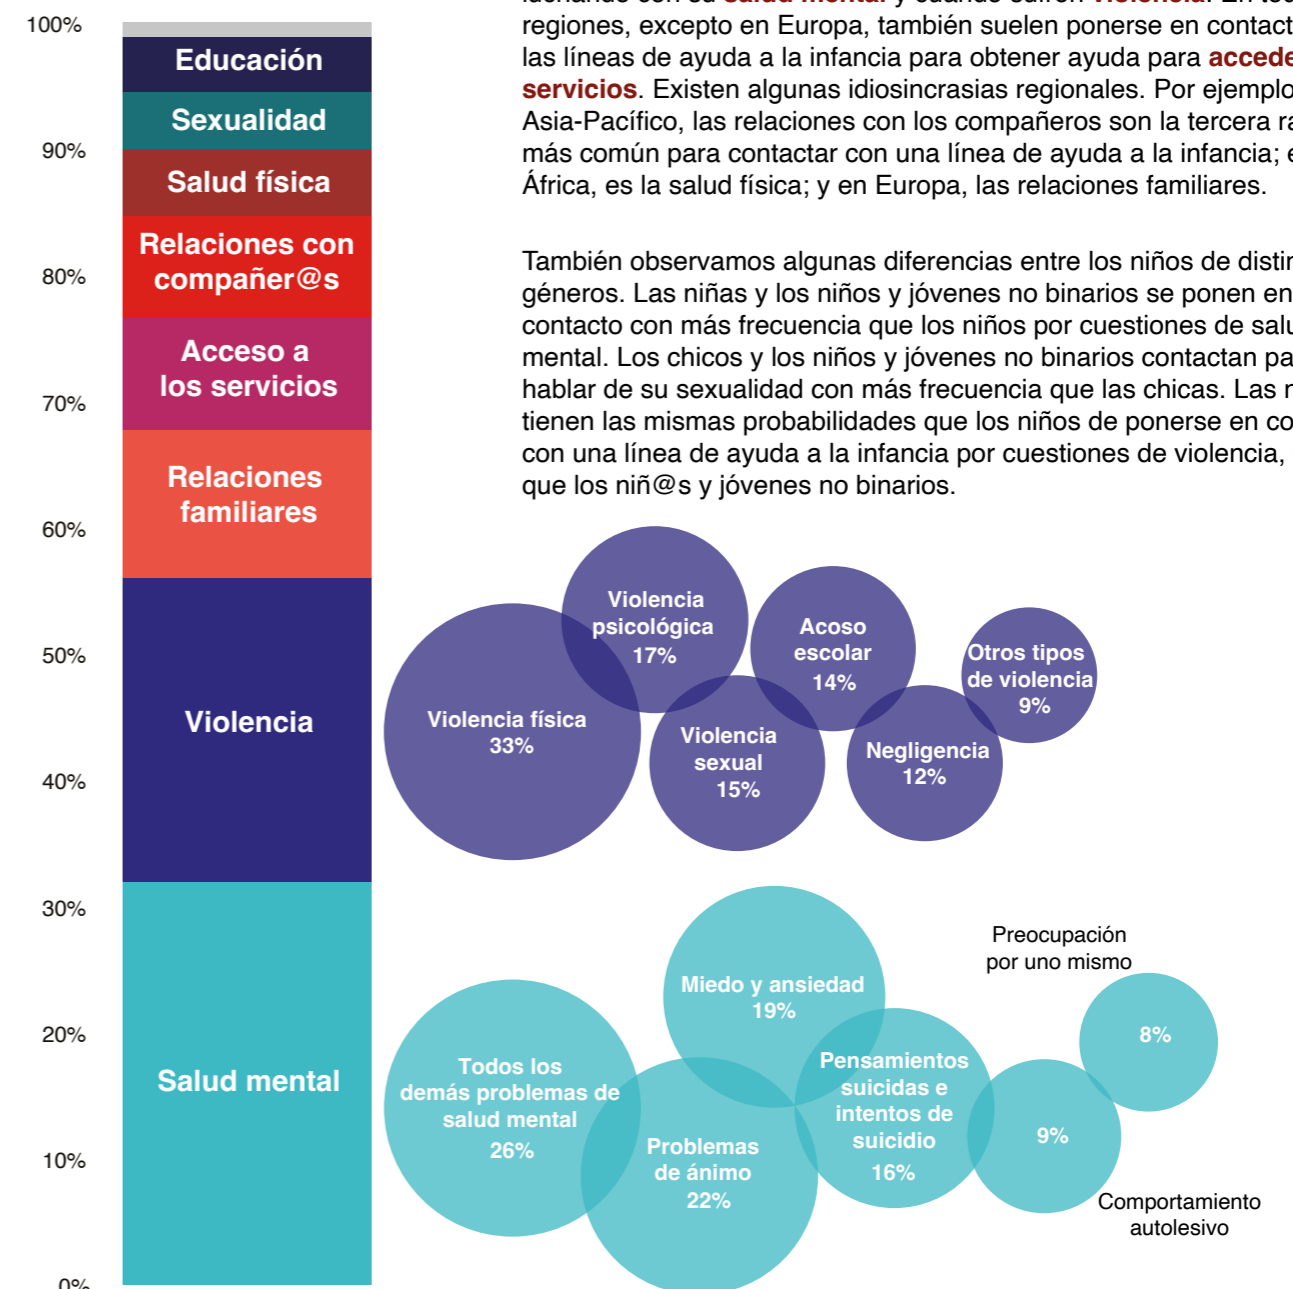 luchando con su salud mental y cuando sufren violencia. En
regiones, excepto en Europa, también suelen ponerse en
las líneas de ayuda a la infancia para obtener ayuda para
servicios. Existen algunas idiosincrasias regionales. Por
Asia-Pacífico, las relaciones con los compañeros son la tercera
más común para contactar con una línea de ayuda a la infancia;
África, es la salud física; y en Europa, las relaciones familiares.
También observamos algunas diferencias entre los niños de
géneros. Las niñas y los niños y jóvenes no binarios se ponen en
contacto con más frecuencia que los niños por cuestiones de
mental. Los chicos y los niños y jóvenes no binarios contactan
hablar de su sexualidad con más frecuencia que las chicas. Las
tienen las mismas probabilidades que los niños de ponerse en
con una línea de ayuda a la infancia por cuestiones de violencia,
que los niñ@s y jóvenes no binarios.
100%
90%
80%
70%
60%
50%
40%
30%
20%
10%
0%
Educación
Sexualidad
Salud física
Relaciones con
compañer@s
Acceso a
los servicios
Relaciones
familiares
Violencia
Salud mental
Violencia física
33%
Violencia
psicológica
17%
Violencia
sexual
15%
Acoso
escolar
14%
Negligencia
12%
Otros tipos
de violencia
9%
Todos los
demás problemas de
salud mental
26%
Problemas
de ánimo
22%
Miedo y ansiedad
19%
Pensamientos
suicidas e
intentos de
suicidio
16%
9%
Comportamiento
autolesivo
Preocupación
por uno mismo
8%